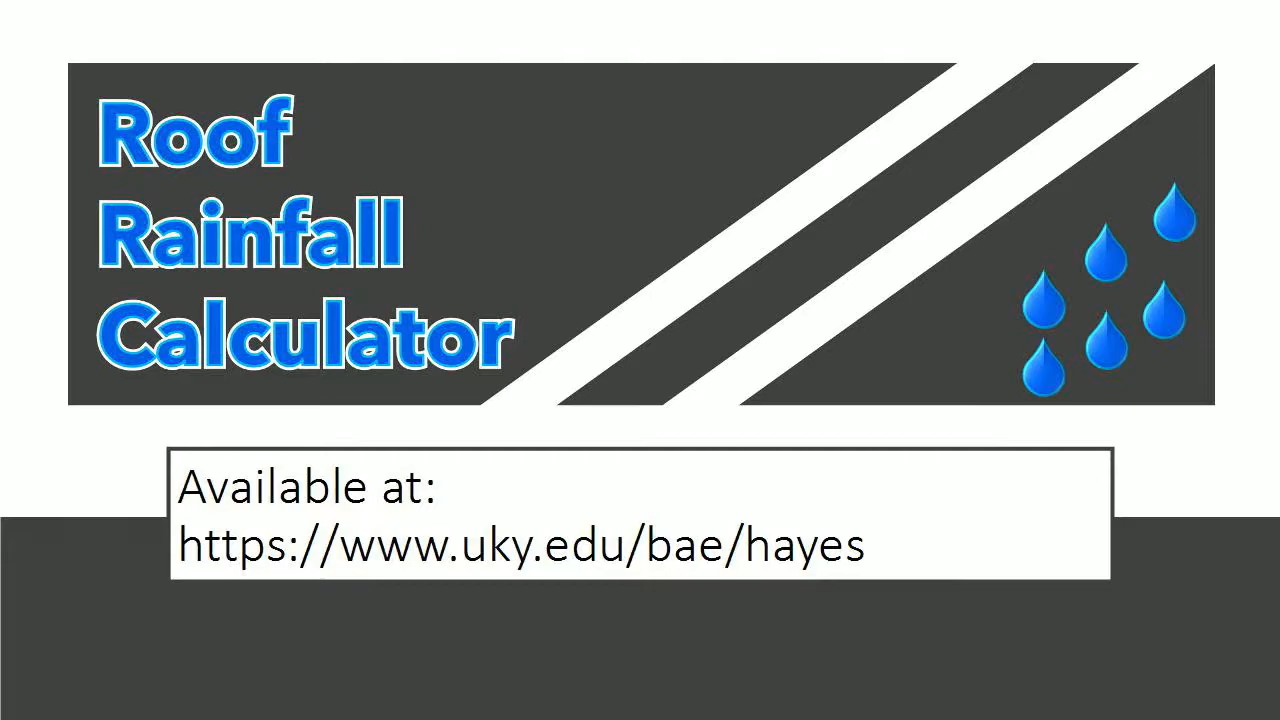 Roof
Rainfall
Calculator
Available at:
https://www.uky.edu/bae/hayes